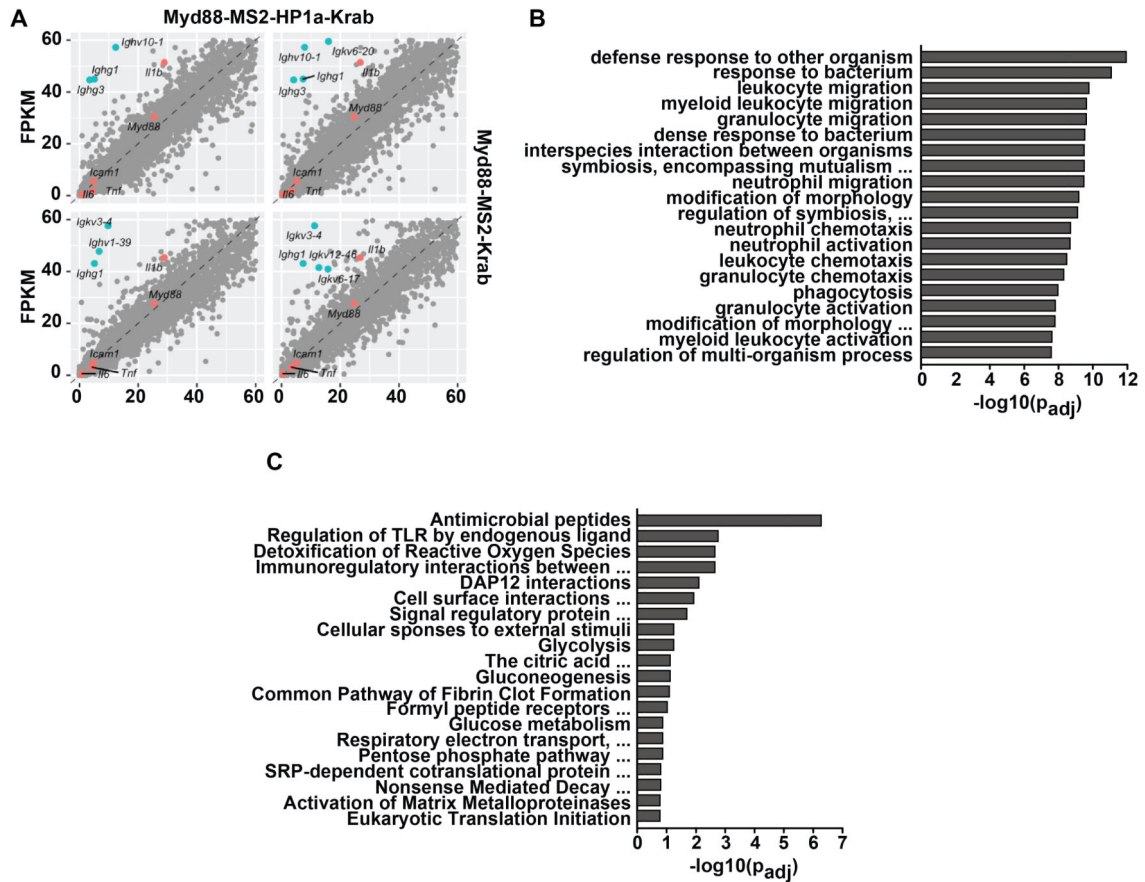 A
Myd88-MS2-HP1a-Krab
Myd88-MS2-Krab
FPKM
60
40
20
0
Ighv10-1
Ighg1
Ighg3
Il1b
Myd88
Icam1
Tnf
Il6
Igkv6-20
Ighv10-1
Il1b
Ighg1
Ighg3
Myd88
Icam1
Tnf
Il6
FPKM
60
40
20
0
Igkv3-4
Ighv1-39
Ighg1
Il1b
Myd88
Icam1
Il6
Tnf
Igkv3-4
Ighg1
Igkv12-46
Il1b
Igkv6-17
Myd88
Icam1
Il6
Tnf
0 20 40 60
0 20 40 60
B
defense response to other organism
response to bacterium
leukocyte migration
myeloid leukocyte migration
granulocyte migration
dense response to bacterium
interspecies interaction between organisms
symbiosis, encompassing mutualism ...
neutrophil migration
modification of morphology
regulation of symbiosis, ...
neutrophil chemotaxis
neutrophil activation
leukocyte chemotaxis
granulocyte chemotaxis
phagocytosis
granulocyte activation
modification of morphology ...
myeloid leukocyte activation
regulation of multi-organism process
0 2 4 6 8 10 12
-log10(padj)
C
Antimicrobial peptides
Regulation of TLR by endogenous ligand
Detoxification of Reactive Oxygen Species
Immunoregulatory interactions between ...
DAP12 interactions
Cell surface interactions ...
Signal regulatory protein ...
Cellular sponses to external stimuli
Glycolysis
The citric acid ...
Gluconeogenesis
Common Pathway of Fibrin Clot Formation
Formyl peptide receptors ...
Glucose metabolism
Respiratory electron transport, ...
Pentose phosphate pathway ...
SRP-dependent cotranslational protein ...
Nonsense Mediated Decay ...
Activation of Matrix Metalloproteinases
Eukaryotic Translation Initiation
0 1 2 3 4 5 6 7
-log10(padj)